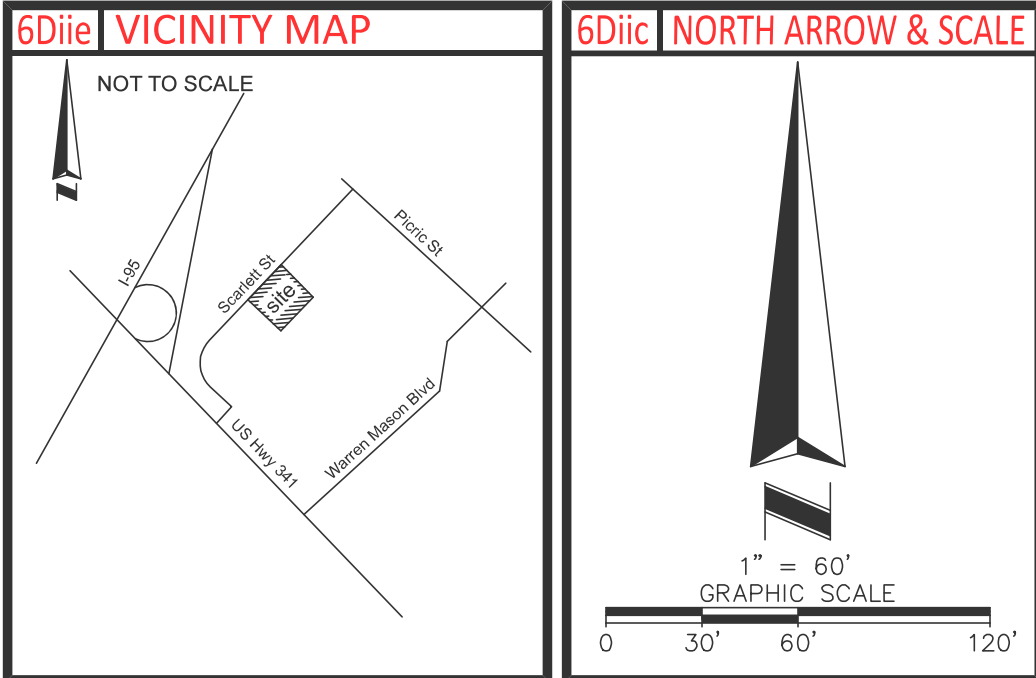 6Diie VICINITY MAP
NOT TO SCALE
N
I-95
Scarlett St
site
Picric St
US Hwy 341
Warren Mason Blvd
6Diic NORTH ARROW & SCALE
N
1" = 60'
GRAPHIC SCALE
0 30' 60' 120'